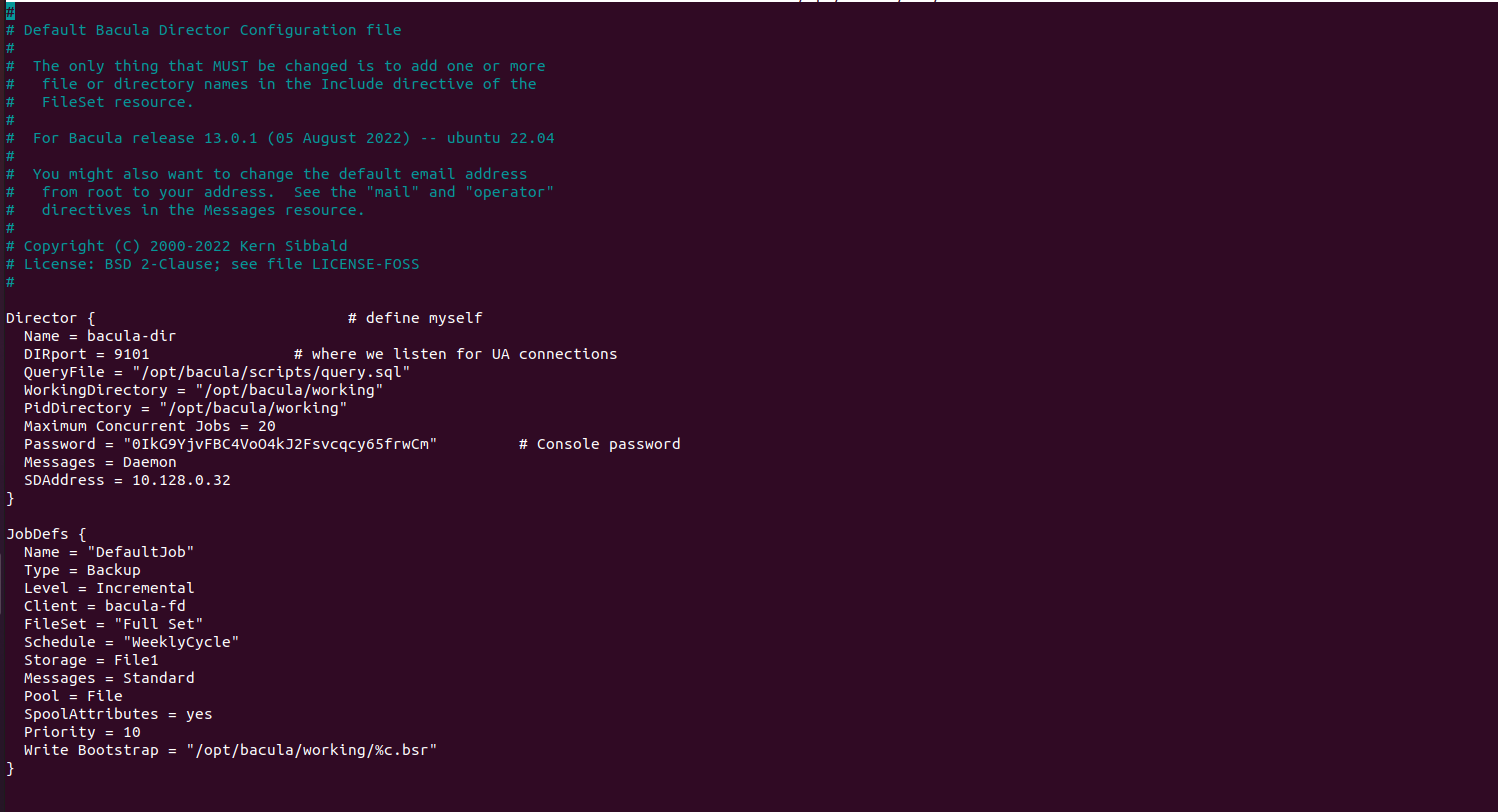 #
# Default Bacula Director Configuration file
#
#  The only thing that MUST be changed is to add one or more
#   file or directory names in the Include directive of the
#   FileSet resource.
#
#  For Bacula release 13.0.1 (05 August 2022) -- ubuntu 22.04
#
#  You might also want to change the default email address
#   from root to your address.  See the "mail" and "operator"
#   directives in the Messages resource.
#
# Copyright (C) 2000-2022 Kern Sibbald
# License: BSD 2-Clause; see file LICENSE-FOSS
#

Director {                            # define myself
  Name = bacula-dir
  DIRport = 9101                # where we listen for UA connections
  QueryFile = "/opt/bacula/scripts/query.sql"
  WorkingDirectory = "/opt/bacula/working"
  PidDirectory = "/opt/bacula/working"
  Maximum Concurrent Jobs = 20
  Password = "0IkG9YjvFBC4VoO4kJ2Fsvcqcy65frwCm"         # Console password
  Messages = Daemon
  SDAddress = 10.128.0.32
}

JobDefs {
  Name = "DefaultJob"
  Type = Backup
  Level = Incremental
  Client = bacula-fd
  FileSet = "Full Set"
  Schedule = "WeeklyCycle"
  Storage = File1
  Messages = Standard
  Pool = File
  SpoolAttributes = yes
  Priority = 10
  Write Bootstrap = "/opt/bacula/working/%c.bsr"
}